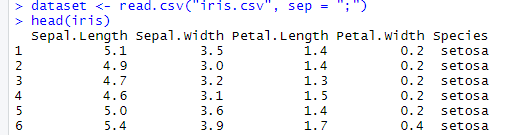 > dataset <- read.csv("iris.csv", sep = ";")
> head(iris)
  Sepal.Length Sepal.Width Petal.Length Petal.Width Species
1          5.1         3.5          1.4         0.2  setosa
2          4.9         3.0          1.4         0.2  setosa
3          4.7         3.2          1.3         0.2  setosa
4          4.6         3.1          1.5         0.2  setosa
5          5.0         3.6          1.4         0.2  setosa
6          5.4         3.9          1.7         0.4  setosa